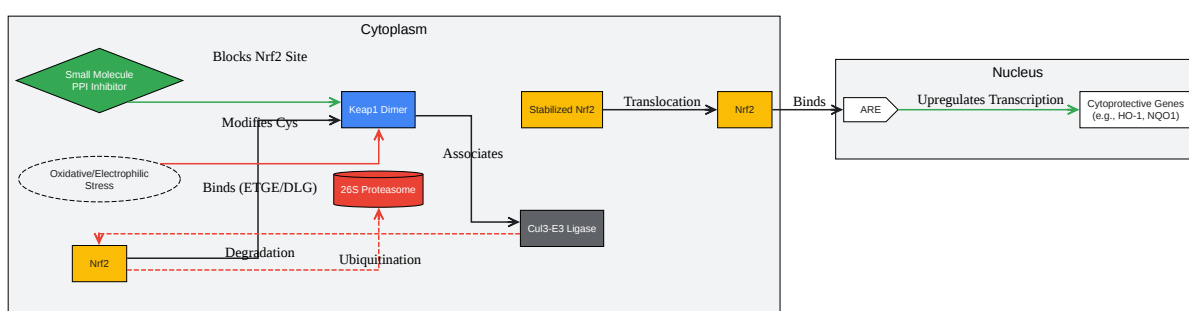 Cytoplasm
Blocks Nrf2 Site
Small Molecule
PPI Inhibitor
Nucleus
Keap1 Dimer
Stabilized Nrf2
Translocation
Nrf2
Binds
ARE
Upregulates Transcription
Cytoprotective Genes
(e.g., HO-1, NQO1)
Modifies Cys
Associates
Oxidative/Electrophilic
Stress
Binds (ETGE/DLG)
26S Proteasome
Cul3-E3 Ligase
Degradation
Ubiquitination
Nrf2